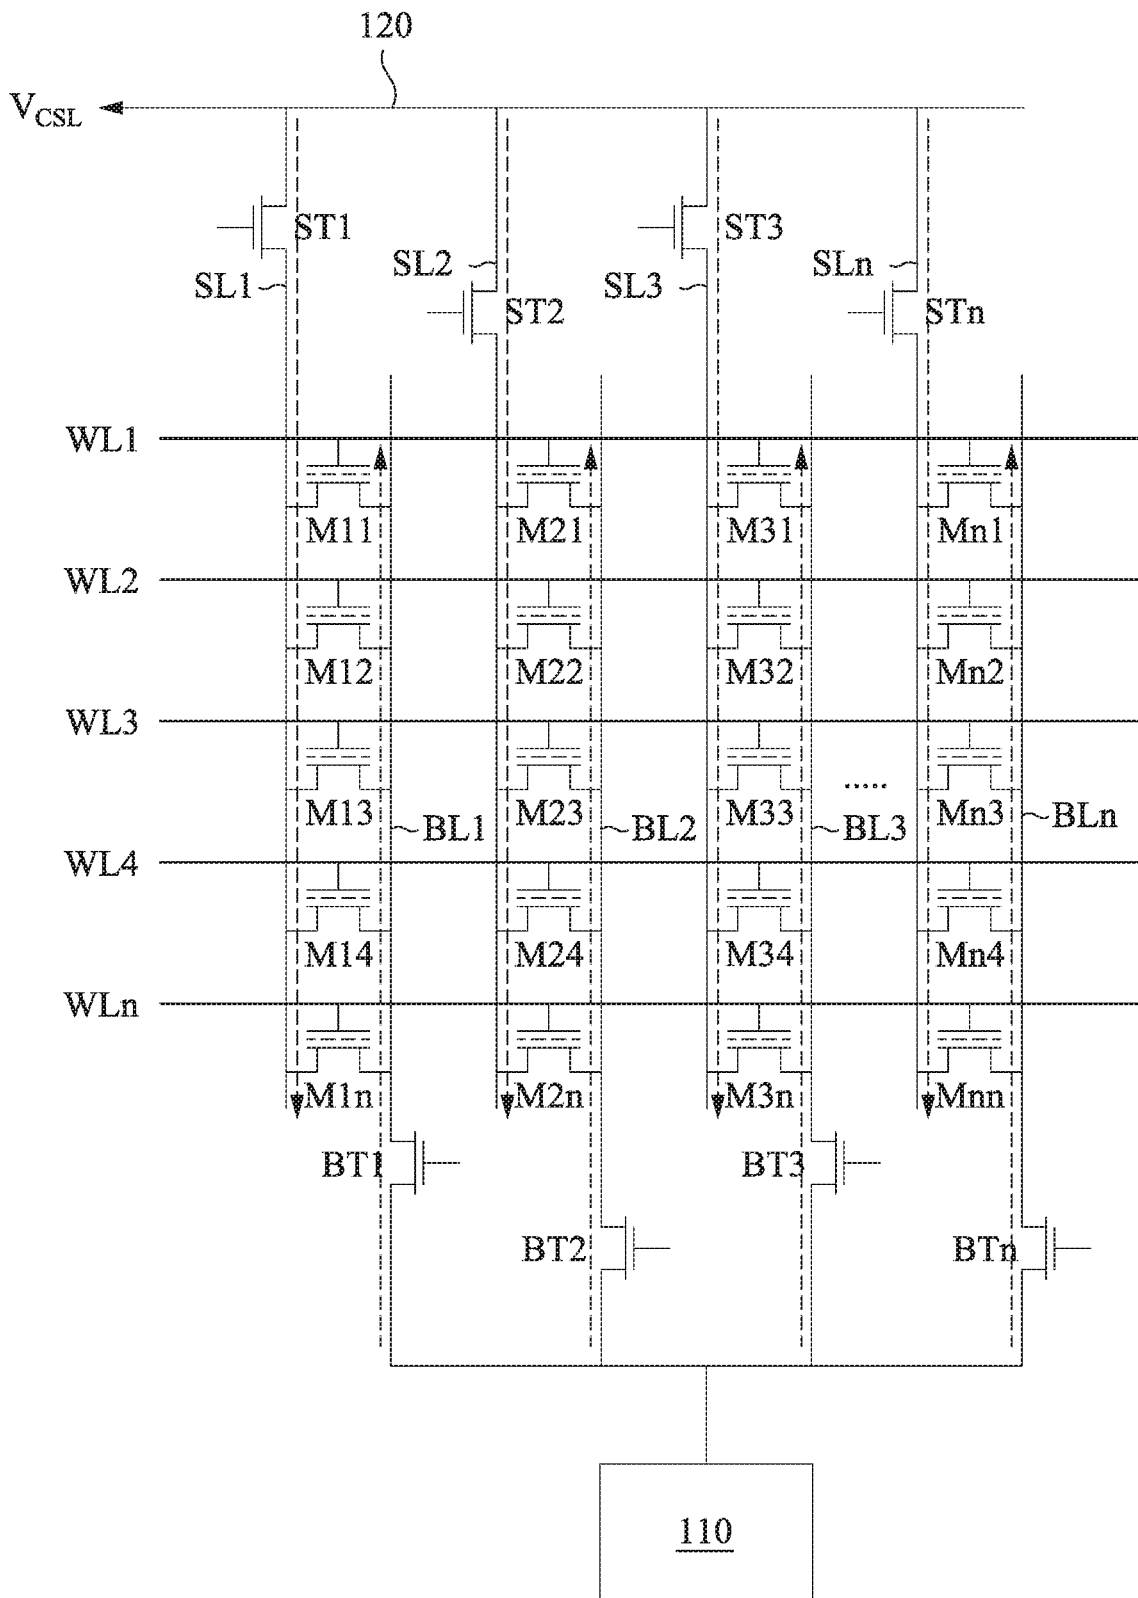 120
V_CSL
ST1 ST3
SL2 SLn
SL1 SL3
ST2 STn
WL1
M11 M21 M31 Mn1
WL2
M12 M22 M32 Mn2
WL3
.....
M13 M23 M33 Mn3
BL1 BL2 BL3 BLn
WL4
M14 M24 M34 Mn4
WLn
M1n M2n M3n Mnn
BT1 BT3
BT2 BTn
110